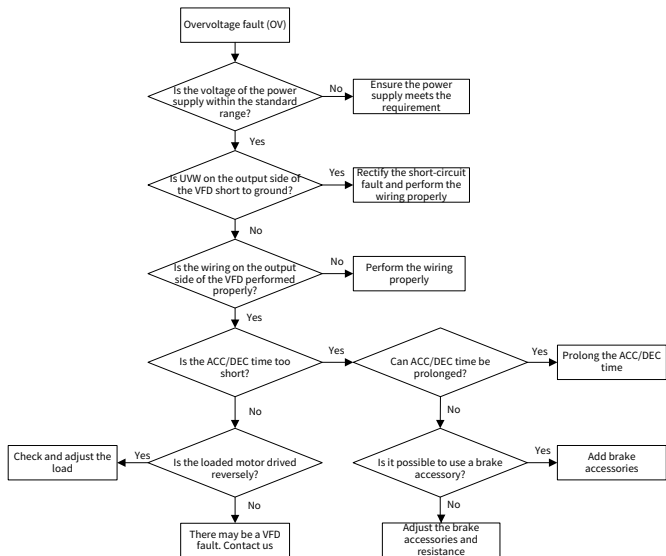 Overvoltage fault (OV)
Is the voltage of the power
supply within the standard
range?
No
Ensure the power
supply meets the
requirement
Yes
Is UVW on the output side of
the VFD short to ground?
Yes
Rectify the short-circuit
fault and perform the
wiring properly
No
Is the wiring on the output
side of the VFD performed
properly?
No
Perform the wiring
properly
Yes
Is the ACC/DEC time too
short?
Yes
Can ACC/DEC time be
prolonged?
Yes
Prolong the ACC/DEC
time
No
No
Check and adjust the
load
Yes
Is the loaded motor drived
reversely?
Is it possible to use a brake
accessory?
Yes
Add brake
accessories
No
No
There may be a VFD
fault. Contact us
Adjust the brake
accessories and
resistance